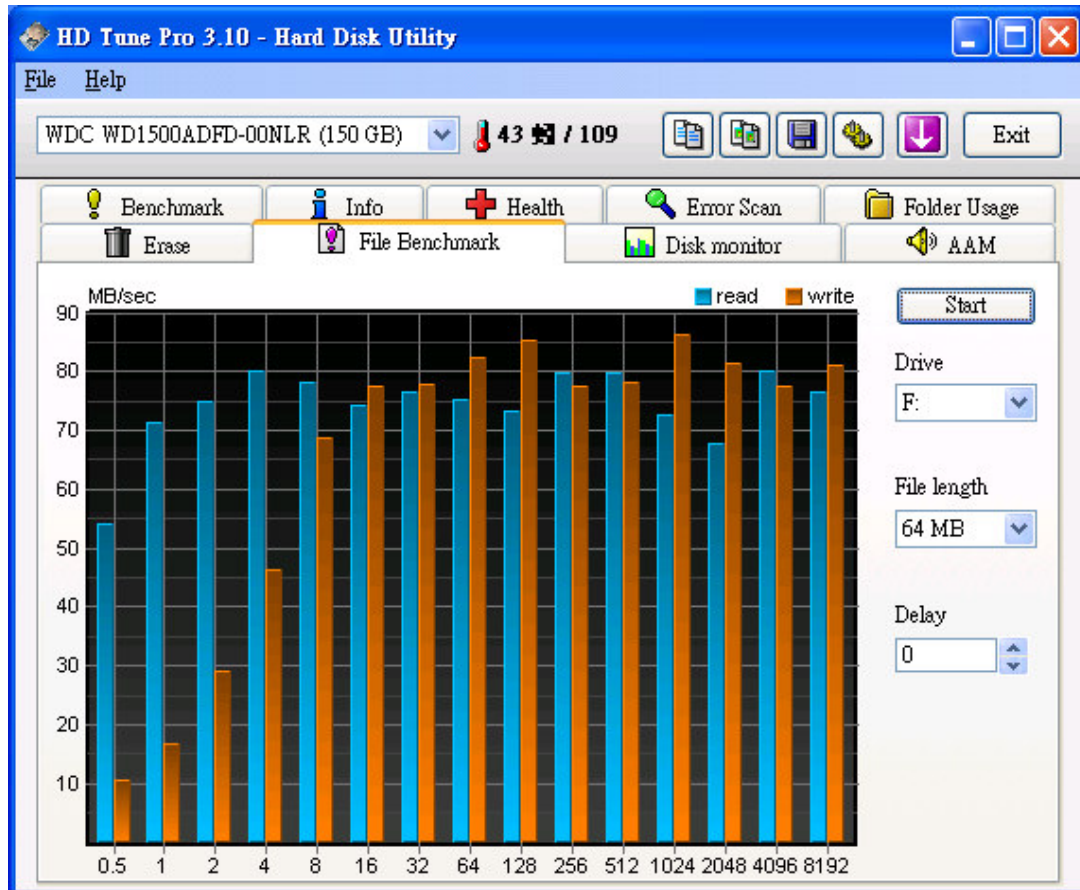 HD Tune Pro 3.10 - Hard Disk Utility
File Help
WDC WD1500ADFD-00NLR (150 GB) 43 / 109 Exit
Benchmark Info Health Error Scan Folder Usage
Erase File Benchmark Disk monitor AAM
MB/sec read write
Start
90
80
70
60
50
40
30
20
10
0.5 1 2 4 8 16 32 64 128 256 512 1024 2048 4096 8192
Drive
F:
File length
64 MB
Delay
0